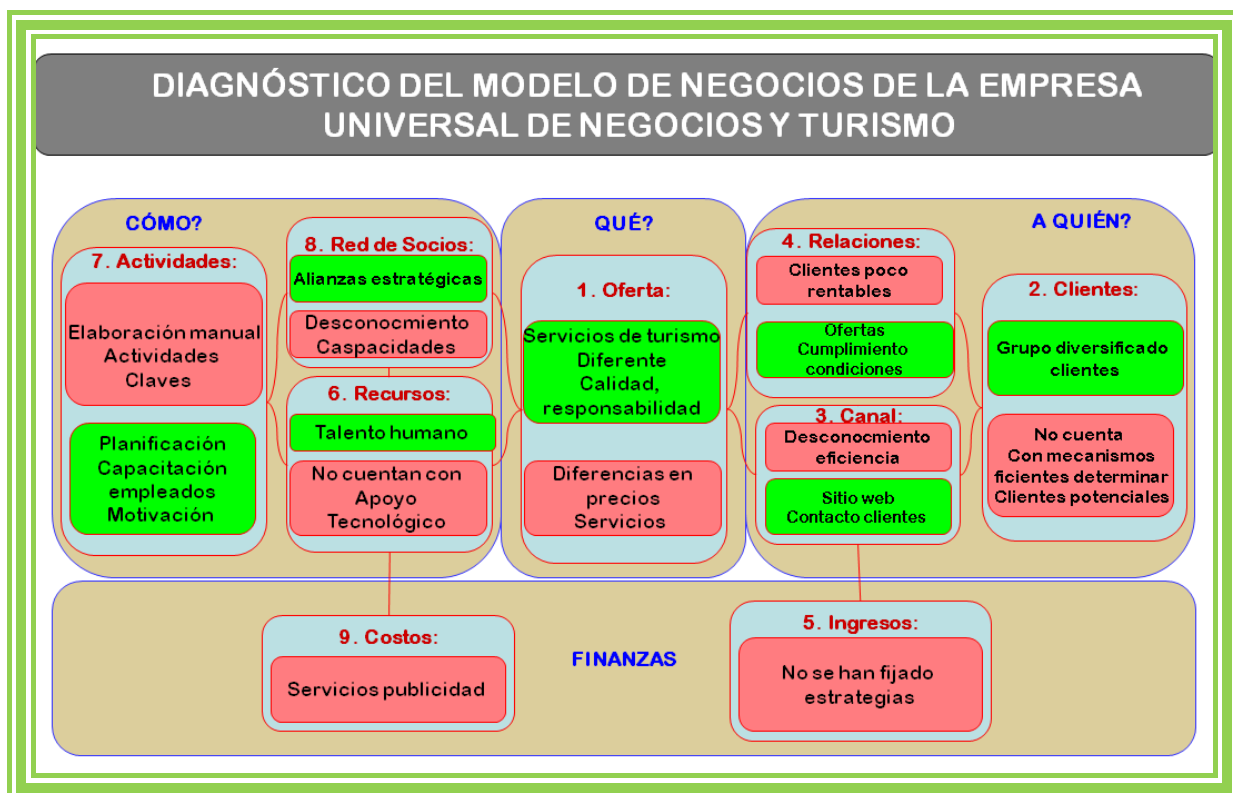 DIAGNÓSTICO DEL MODELO DE NEGOCIOS DE LA EMPRESA
UNIVERSAL DE NEGOCIOS Y TURISMO
CÓMO?
7. Actividades:
Elaboración manual
Actividades
Claves
Planificación
Capacitación
empleados
Motivación
8. Red de Socios:
Alianzas estratégicas
Desconocmiento
Caspacidades
6. Recursos:
Talento humano
No cuentan con
Apoyo
Tecnológico
QUÉ?
1. Oferta:
Servicios de turismo
Diferente
Calidad,
responsabilidad
Diferencias en
precios
Servicios
A QUIÉN?
4. Relaciones:
Clientes poco
rentables
Ofertas
Cumplimiento
condiciones
3. Canal:
Desconocmiento
eficiencia
Sitio web
Contacto clientes
2. Clientes:
Grupo diversificado
clientes
No cuenta
Con mecanismos
ficientes determinar
Clientes potenciales
9. Costos:
Servicios publicidad
FINANZAS
5. Ingresos:
No se han fijado
estrategias